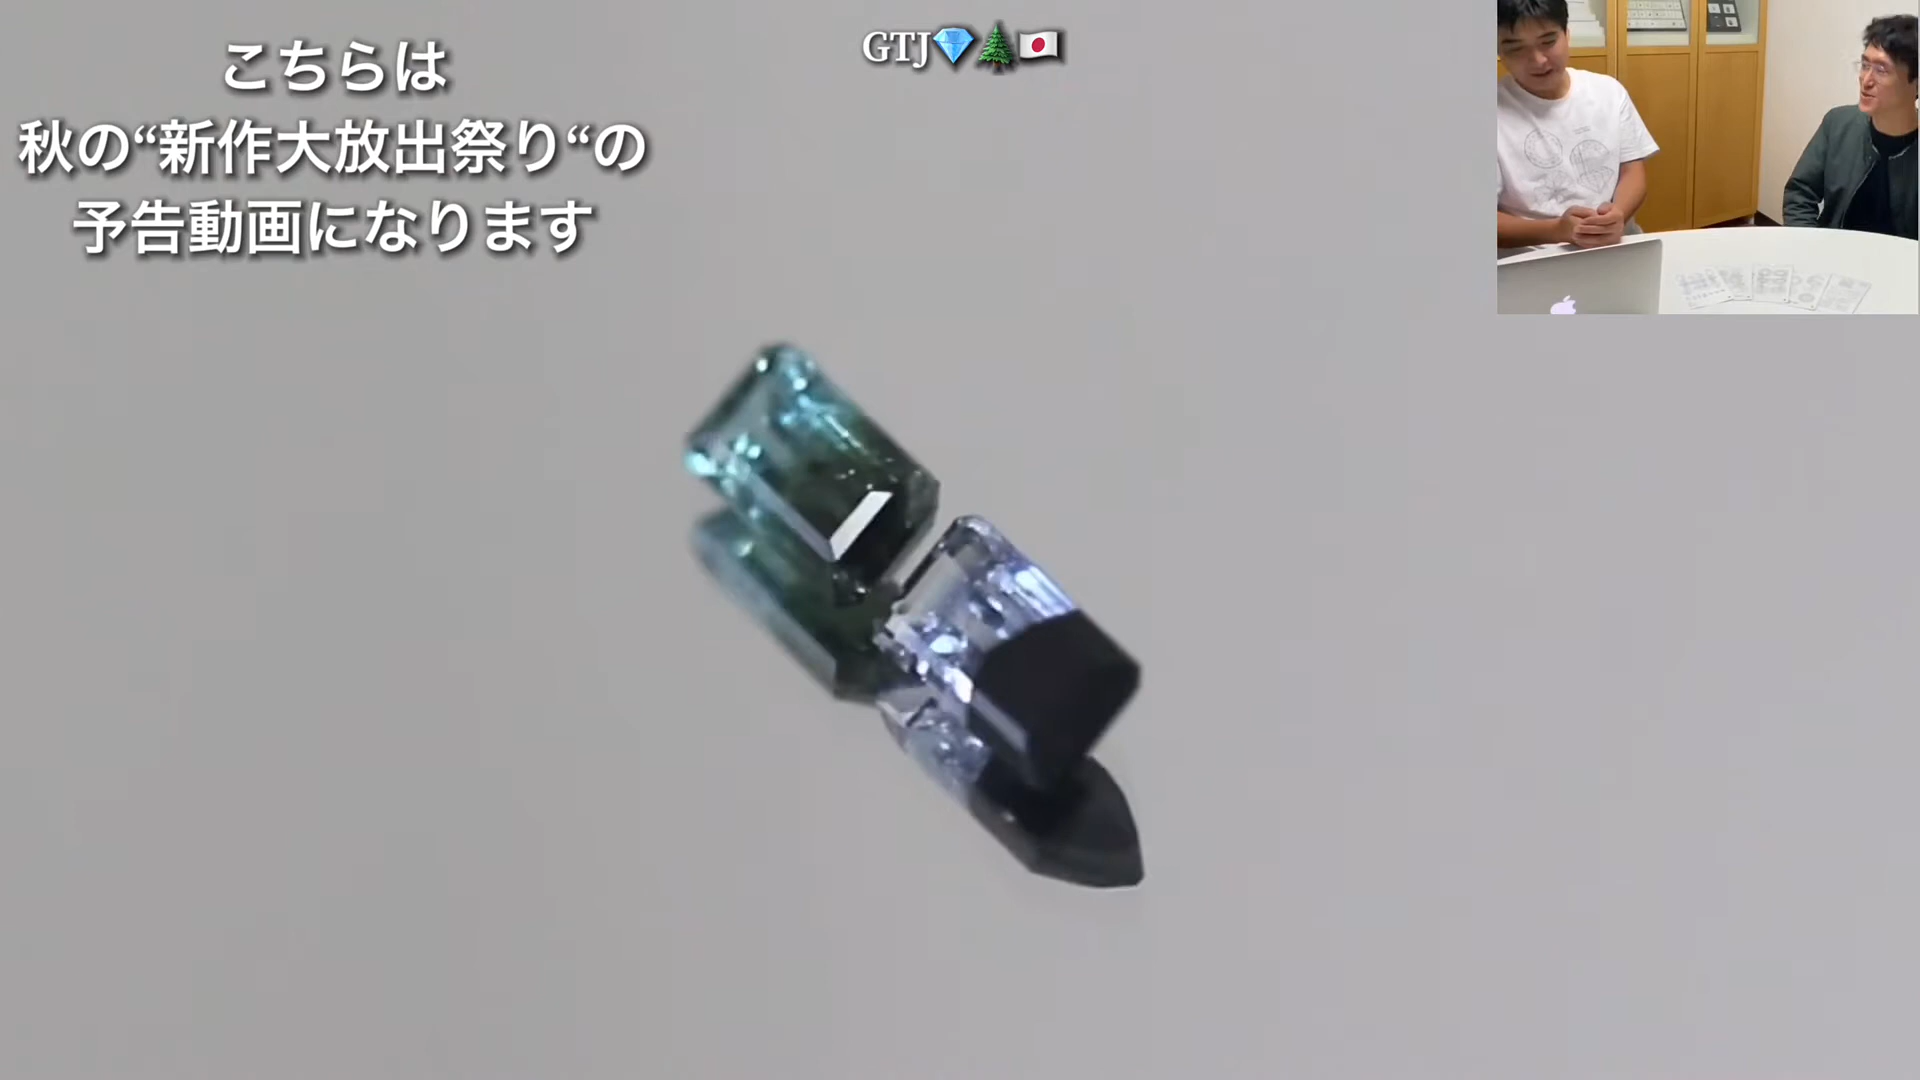 こちらは
秋の“新作大放出祭り“の
予告動画になります
GTJ💎🌲🇯🇵